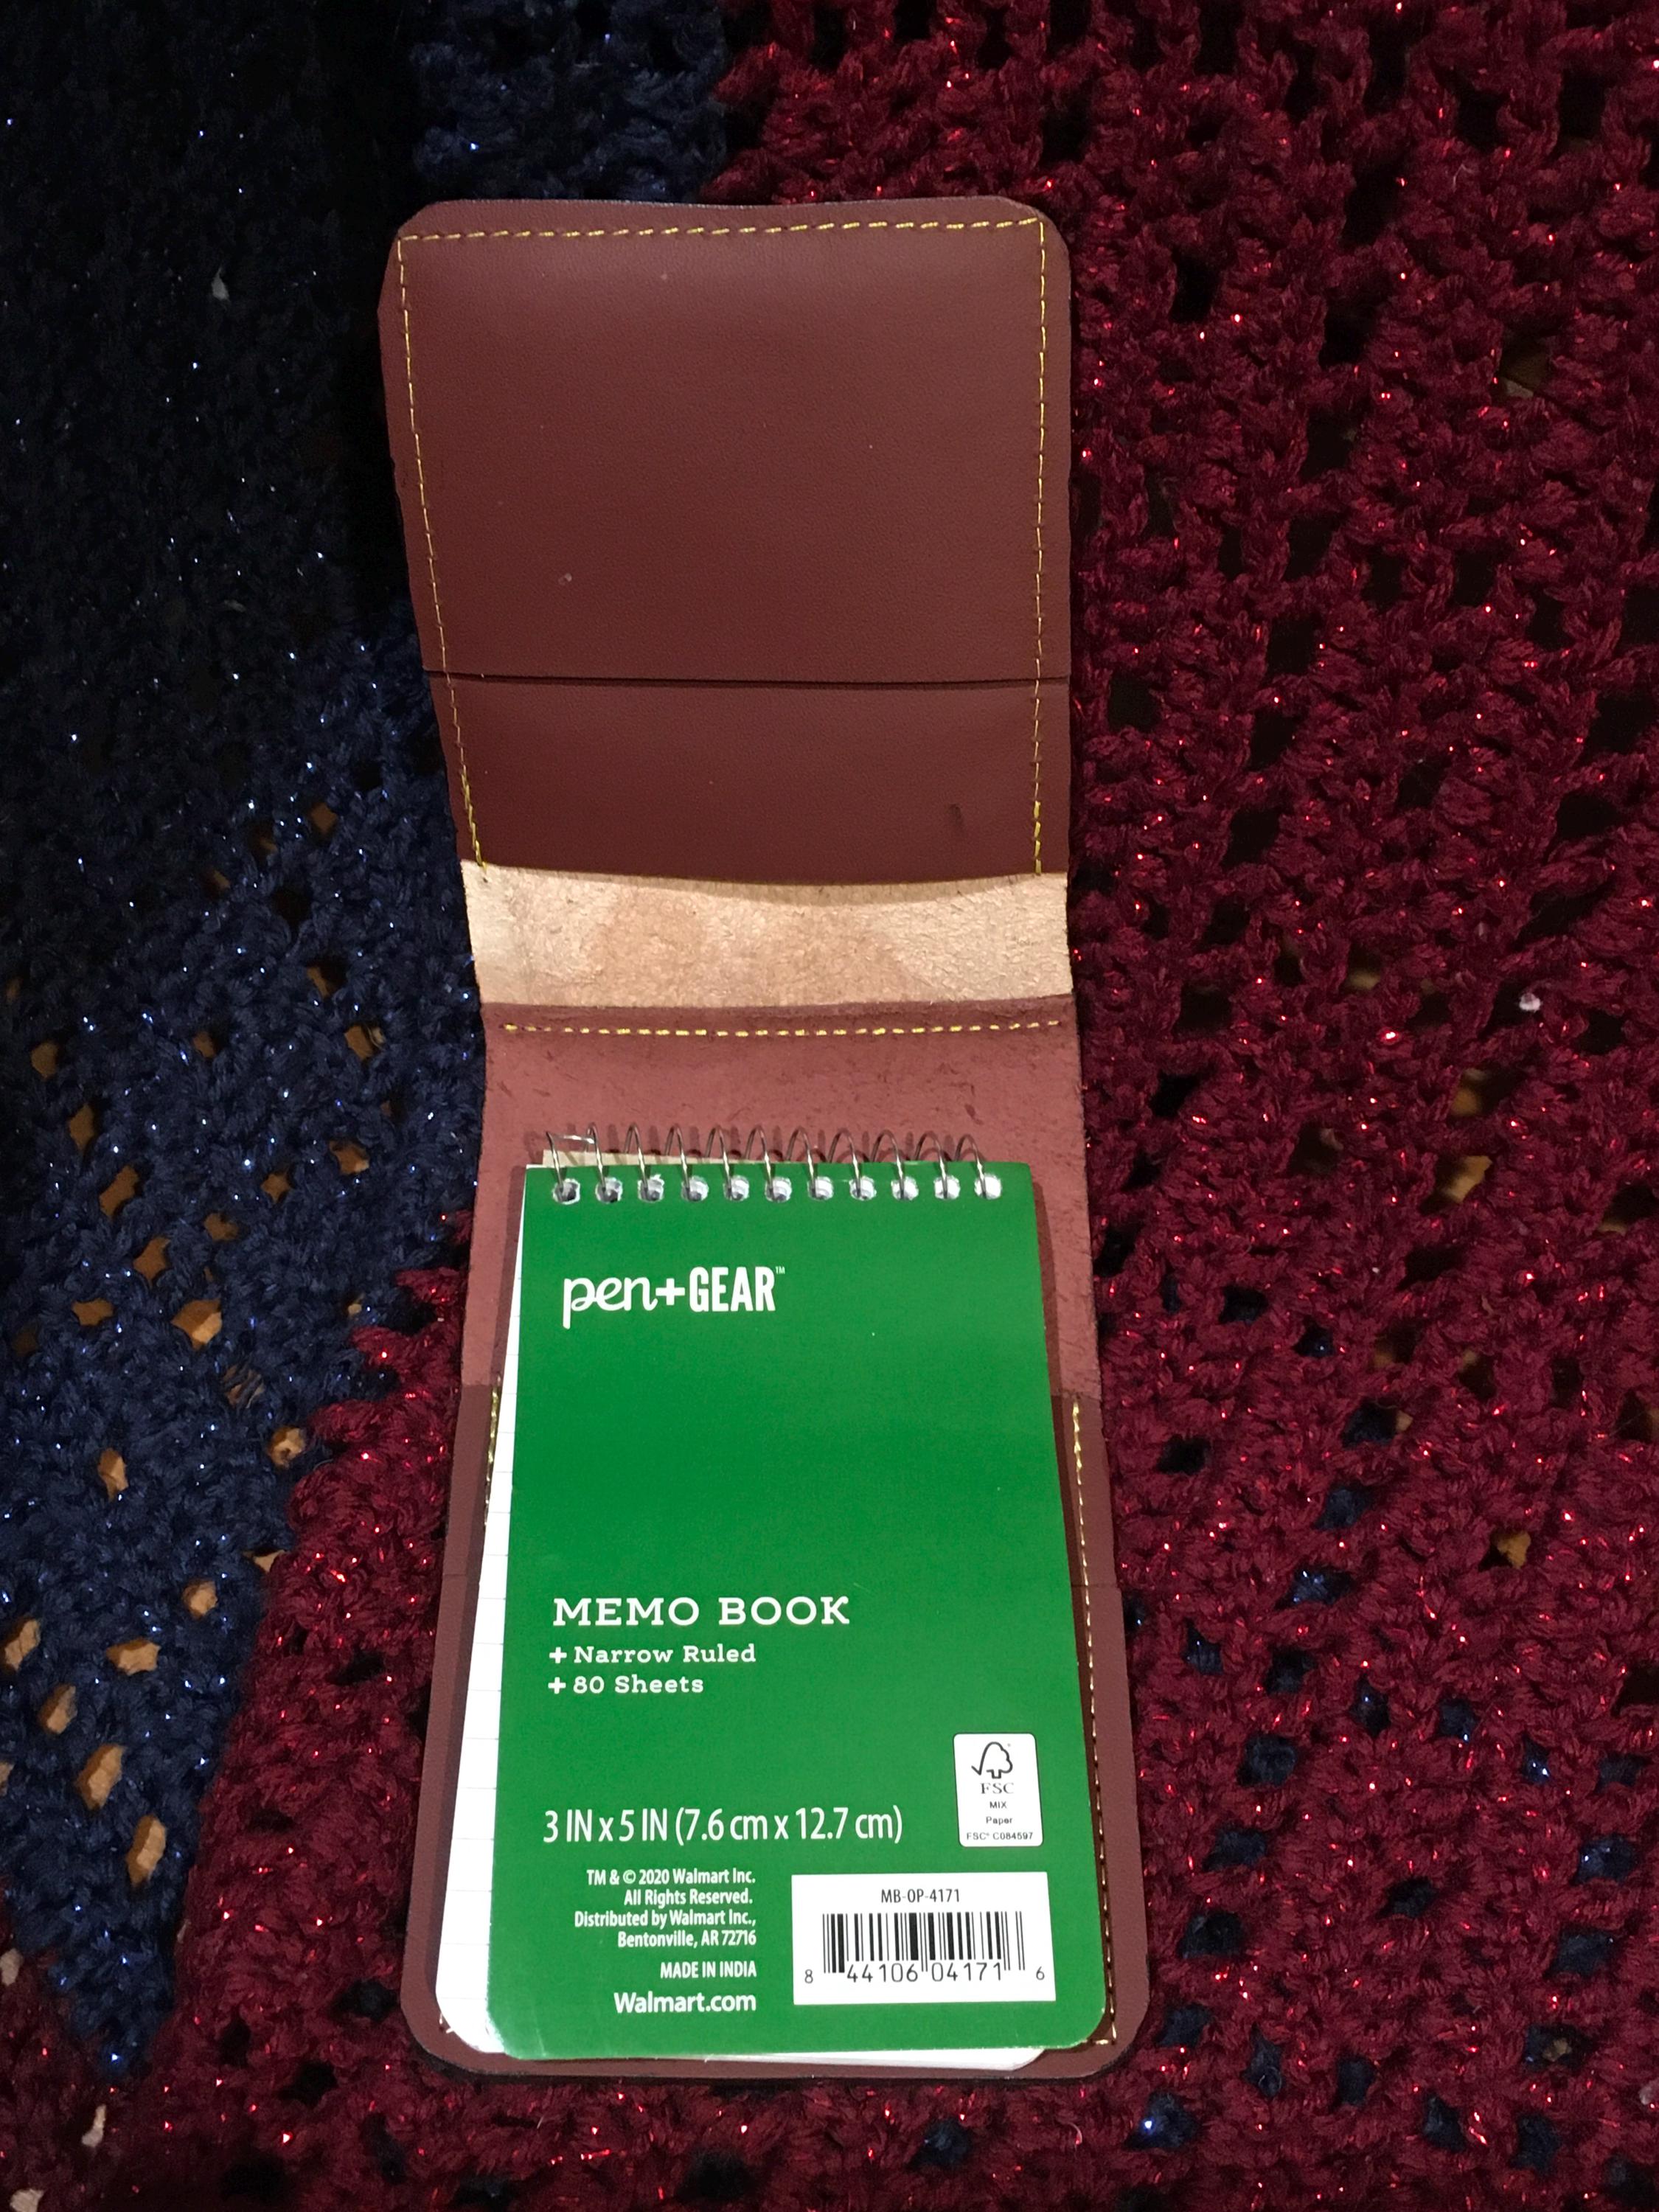 pen+GEAR™
MEMO BOOK
+ Narrow Ruled
+ 80 Sheets
FSC®
MIX
Paper
FSC® C084597
3 IN x 5 IN (7.6 cm x 12.7 cm)
TM & © 2020 Walmart Inc.
All Rights Reserved.
Distributed by Walmart Inc.,
Bentonville, AR 72716
MADE IN INDIA
Walmart.com
MB-OP-4171
8 44106 04171 6